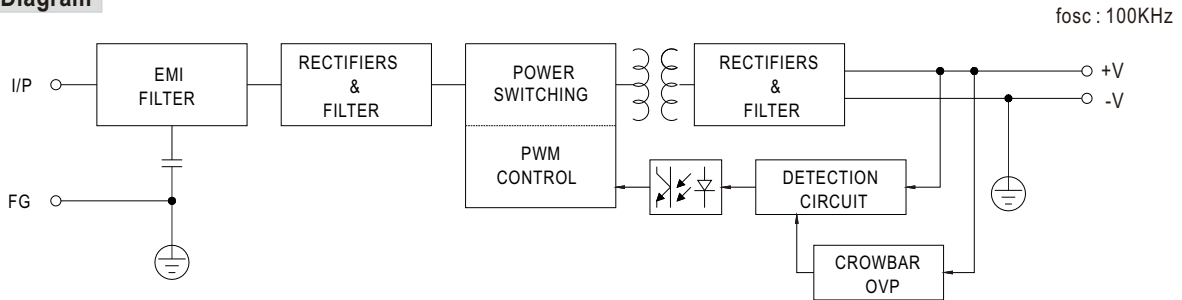 Diagram
fosc : 100KHz
I/P
EMI
FILTER
RECTIFIERS
&
FILTER
POWER
SWITCHING
PWM
CONTROL
RECTIFIERS
&
FILTER
+V
-V
DETECTION
CIRCUIT
CROWBAR
OVP
FG